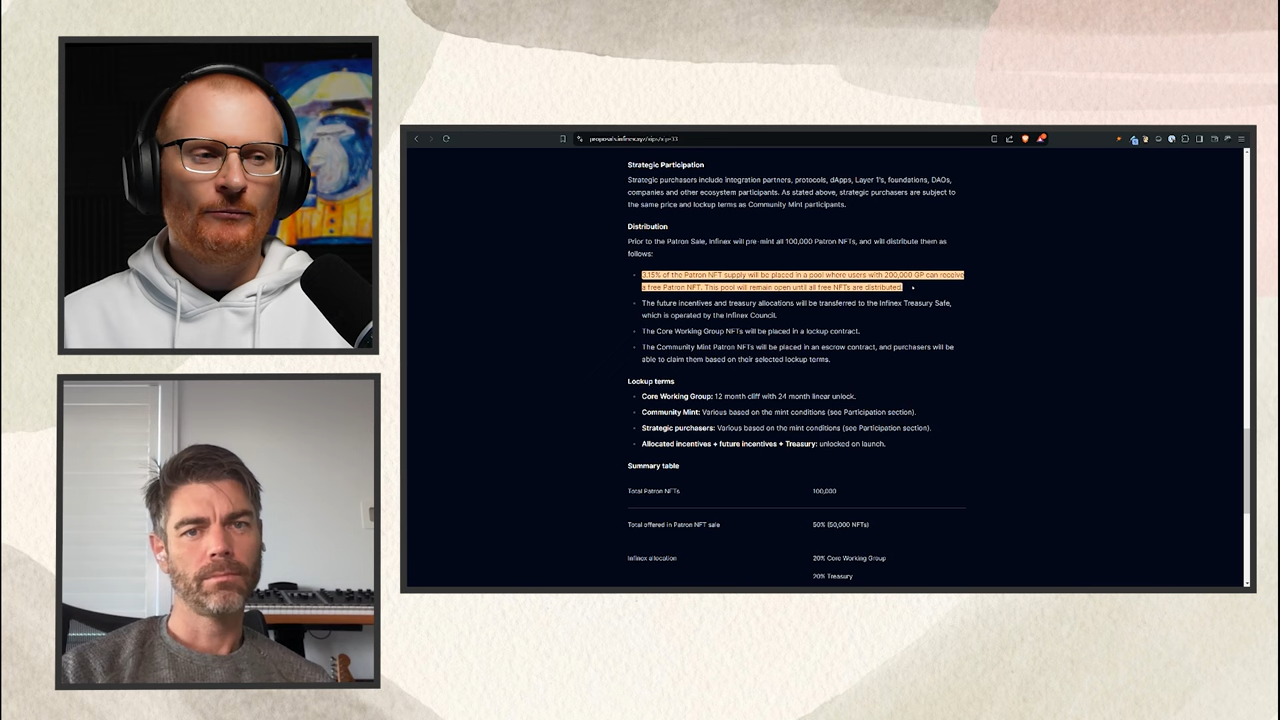 proposals.infinex.xyz/xips/xip-33
Strategic Participation
Strategic purchasers include integration partners, protocols, dApps, Layer 1's, foundations, DAOs,
companies and other ecosystem participants. As stated above, strategic purchasers are subject to
the same price and lockup terms as Community Mint participants.
Distribution
Prior to the Patron Sale, Infinex will pre-mint all 100,000 Patron NFTs, and will distribute them as
follows:
3.15% of the Patron NFT supply will be placed in a pool where users with 200,000 GP can receive
a free Patron NFT. This pool will remain open until all free NFTs are distributed.
The future incentives and treasury allocations will be transferred to the Infinex Treasury Safe,
which is operated by the Infinex Council.
The Core Working Group NFTs will be placed in a lockup contract.
The Community Mint Patron NFTs will be placed in an escrow contract, and purchasers will be
able to claim them based on their selected lockup terms.
Lockup terms
Core Working Group: 12 month cliff with 24 month linear unlock.
Community Mint: Various based on the mint conditions (see Participation section).
Strategic purchasers: Various based on the mint conditions (see Participation section).
Allocated incentives + future incentives + Treasury: unlocked on launch.
Summary table
Total Patron NFTs 100,000
Total offered in Patron NFT sale 50% (50,000 NFTs)
Infinex allocation 20% Core Working Group
20% Treasury